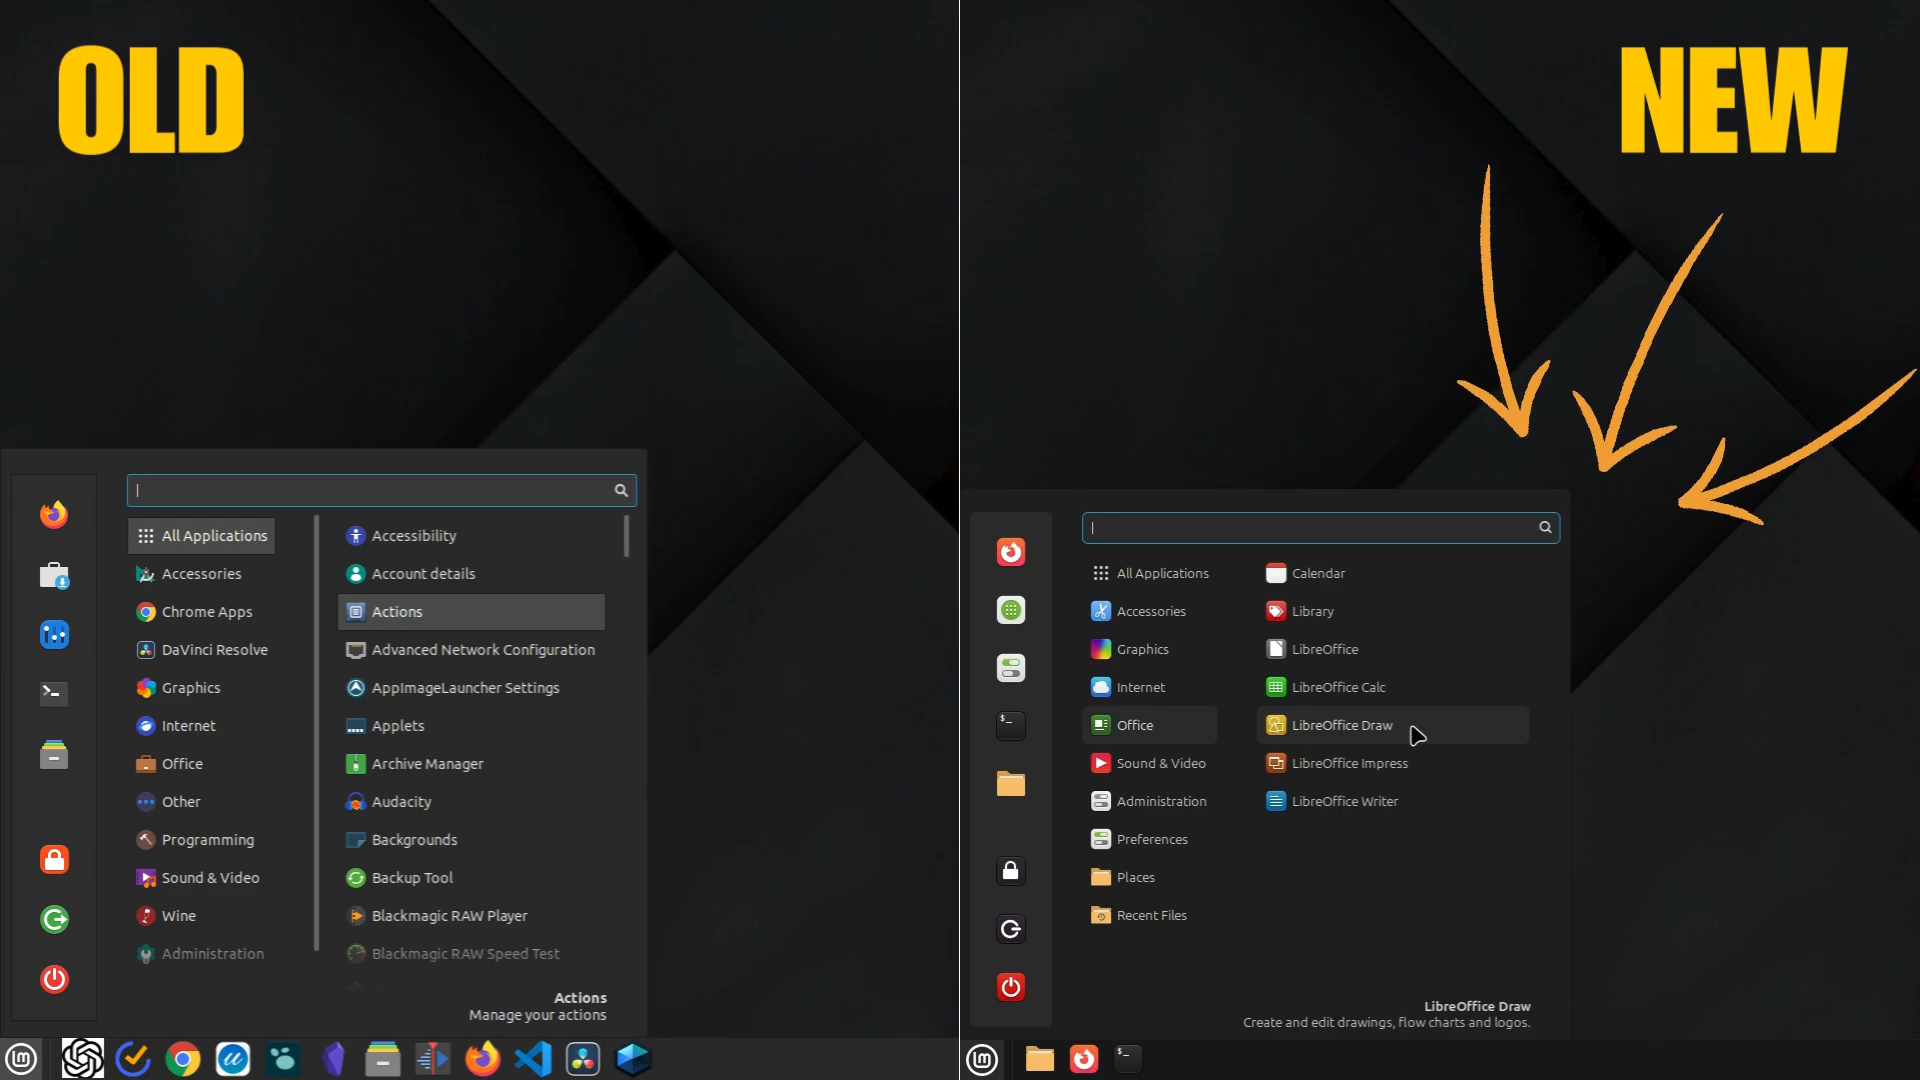 OLD
NEW
All Applications
Accessories
Chrome Apps
DaVinci Resolve
Graphics
Internet
Office
Other
Programming
Sound & Video
Wine
Administration
Accessibility
Account details
Actions
Advanced Network Configuration
AppImageLauncher Settings
Applets
Archive Manager
Audacity
Backgrounds
Backup Tool
Blackmagic RAW Player
Blackmagic RAW Speed Test
Actions
Manage your actions
All Applications
Accessories
Graphics
Internet
Office
Sound & Video
Administration
Preferences
Places
Recent Files
Calendar
Library
LibreOffice
LibreOffice Calc
LibreOffice Draw
LibreOffice Impress
LibreOffice Writer
LibreOffice Draw
Create and edit drawings, flow charts and logos.